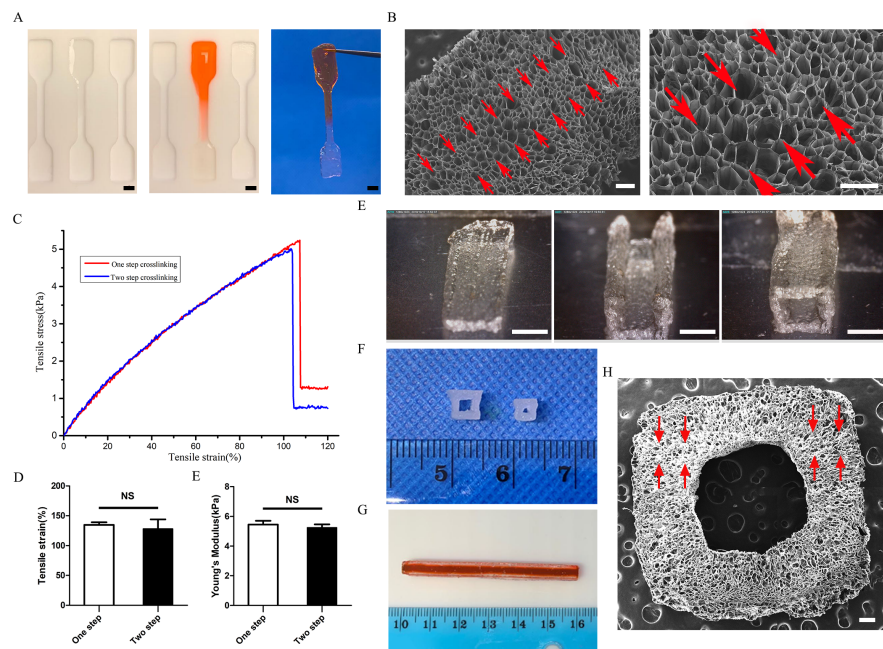 A
B
C
One step crosslinking
Two step crosslinking
Tensile stress(kPa)
6
5
4
3
2
1
0
0 20 40 60 80 100 120
Tensile strain(%)
E
F
5 6 7
H
D
NS
Tensile strain(%)
200
150
100
50
0
One step
Two step
E
NS
Young's Modulus(kPa)
8
6
4
2
0
One step
Two step
G
10 11 12 13 14 15 16